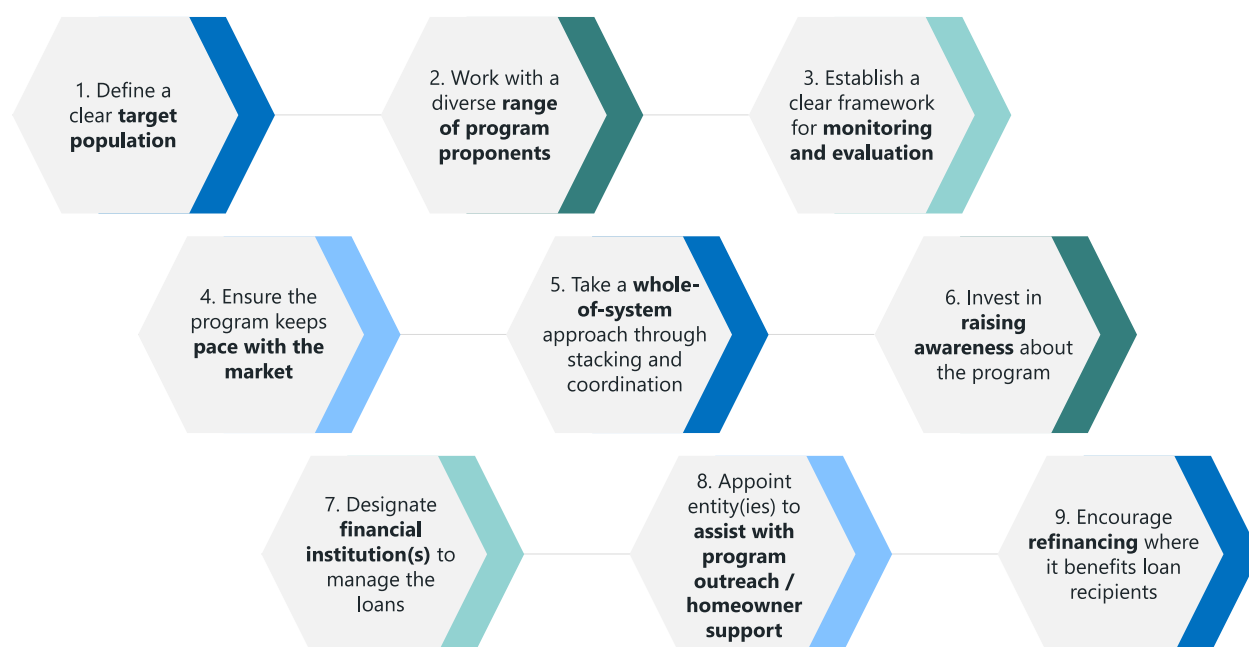 1. Define a
clear target
population
2. Work with a
diverse range
of program
proponents
3. Establish a
clear framework
for monitoring
and evaluation
4. Ensure the
program keeps
pace with the
market
5. Take a whole-
of-system
approach through
stacking and
coordination
6. Invest in
raising
awareness about
the program
7. Designate
financial
institution(s) to
manage the
loans
8. Appoint
entity(ies) to
assist with
program
outreach /
homeowner
support
9. Encourage
refinancing where
it benefits loan
recipients